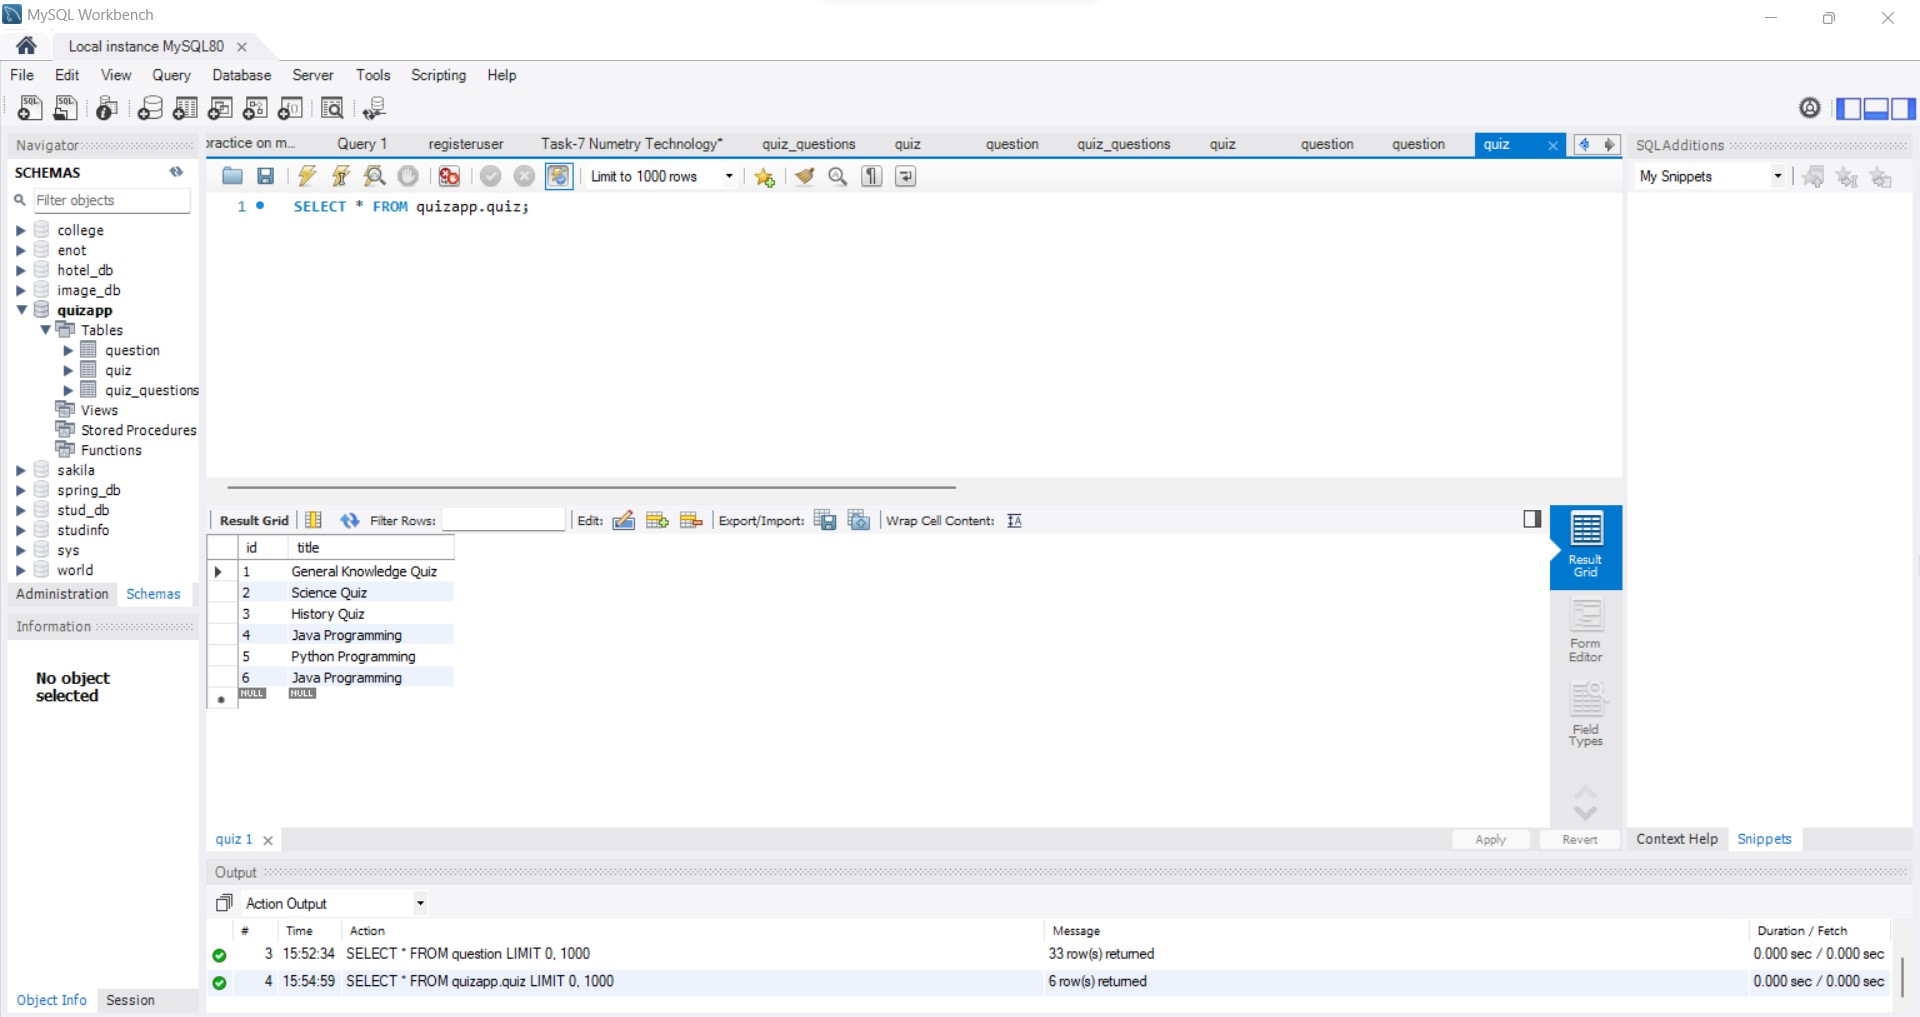 MySQL Workbench
Local instance MySQL80
File Edit View Query Database Server Tools Scripting Help
Navigator
practice on m... Query 1 registeruser Task-7 Numetry Technology* quiz_questions quiz question quiz_questions quiz question question quiz
SQLAdditions
SCHEMAS
Limit to 1000 rows
My Snippets
Filter objects
1 SELECT * FROM quizapp.quiz;
college
enot
hotel_db
image_db
quizapp
Tables
question
quiz
quiz_questions
Views
Stored Procedures
Functions
sakila
spring_db
stud_db
studinfo
sys
world
Administration Schemas
Information
No object
selected
Object Info Session
Result Grid Filter Rows: Edit: Export/Import: Wrap Cell Content:
id title
1 General Knowledge Quiz
2 Science Quiz
3 History Quiz
4 Java Programming
5 Python Programming
6 Java Programming
NULL NULL
Result
Grid
Form
Editor
Field
Types
quiz 1
Apply Revert
Context Help Snippets
Output
Action Output
# Time Action Message Duration / Fetch
3 15:52:34 SELECT * FROM question LIMIT 0, 1000 33 row(s) returned 0.000 sec / 0.000 sec
4 15:54:59 SELECT * FROM quizapp.quiz LIMIT 0, 1000 6 row(s) returned 0.000 sec / 0.000 sec